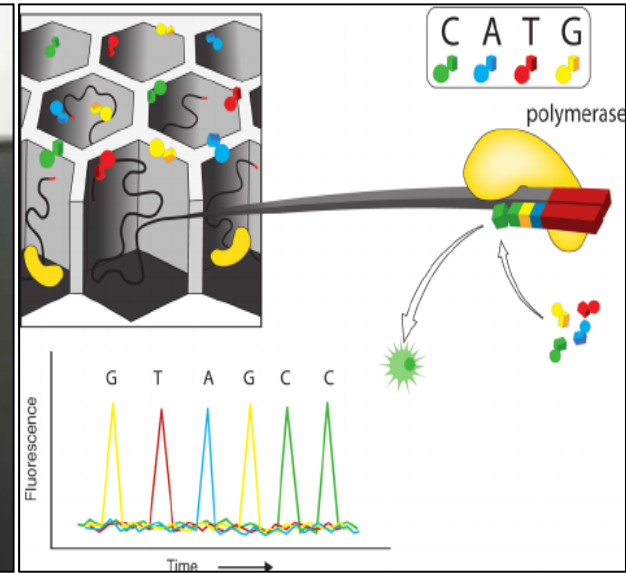 C A T G
polymerase
G T A G C C
Fluorescence
Time